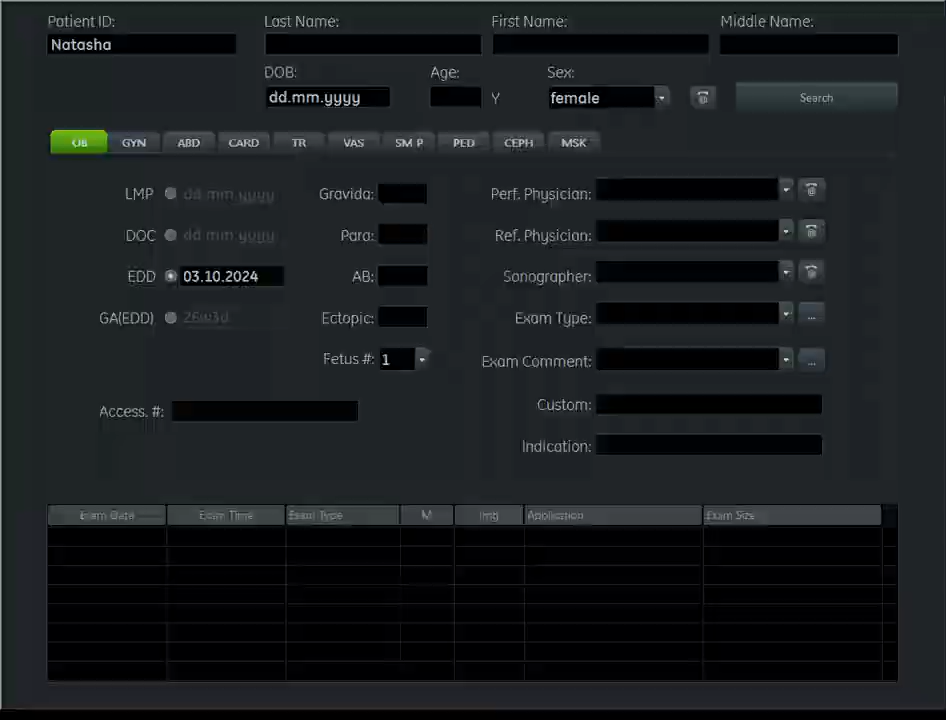 Patient ID: Last Name: First Name: Middle Name:
Natasha
DOB: Age: Sex:
dd.mm.yyyy Y female Search
OB GYN ABD CARD TR VAS SM P PED CEPH MSK
LMP dd.mm.yyyy Gravida: Perf. Physician:
DOC dd.mm.yyyy Para: Ref. Physician:
EDD 03.10.2024 AB: Sonographer:
GA(EDD) 26w3d Ectopic: Exam Type: ...
Fetus #: 1 Exam Comment: ...
Access. #: Custom:
Indication:
Exam Date Exam Time Exam Type M Img Application Exam Size